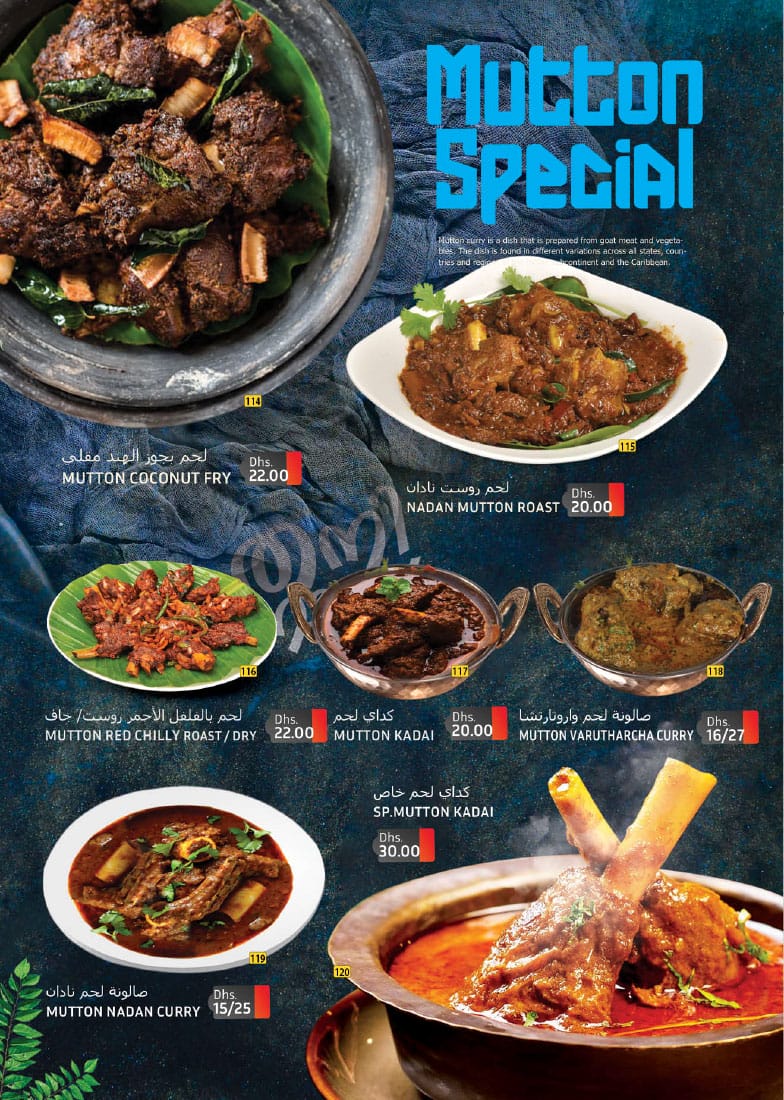 Mutton
Special
Mutton curry is a dish that is prepared from goat meat and vegeta-
bles. The dish is found in different variations across all states, coun-
tries and continent and the Caribbean.
114
لحم بجوز الهند مقلي
MUTTON COCONUT FRY
Dhs.
22.00
115
لحم روست نادان
NADAN MUTTON ROAST
Dhs.
20.00
116
لحم بالفلفل الأحمر روست/ جاف
MUTTON RED CHILLY ROAST / DRY
Dhs.
22.00
117
كداي لحم
MUTTON KADAI
Dhs.
20.00
118
صالونة لحم وارونارتشا
MUTTON VARUTHARCHA CURRY
Dhs.
16/27
119
صالونة لحم نادان
MUTTON NADAN CURRY
Dhs.
15/25
كداي لحم خاص
SP.MUTTON KADAI
Dhs.
30.00
120